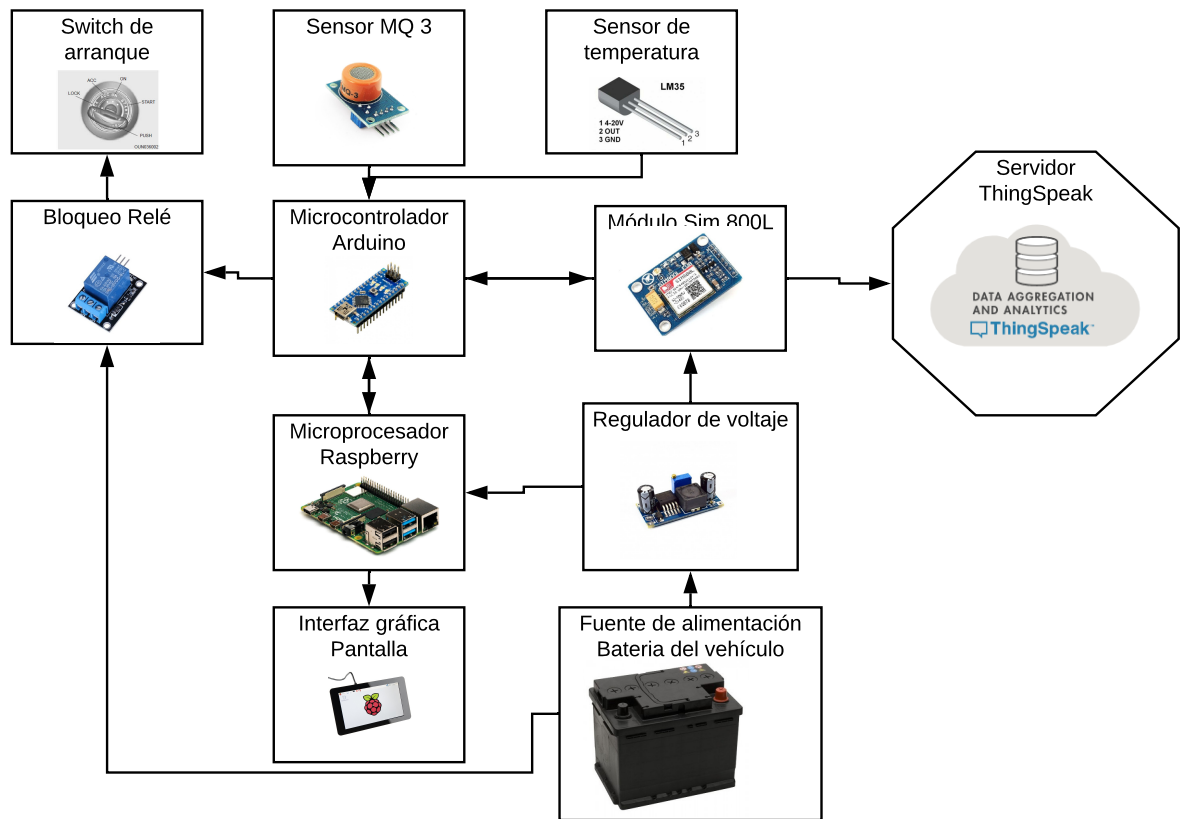 Switch de
arranque
LOCK
ACC
ON
START
PUSH
OUN036002
Sensor MQ 3
MQ-3
Sensor de
temperatura
LM35
1 4-20V
2 OUT
3 GND
1
2
3
Servidor
ThingSpeak
DATA AGGREGATION
AND ANALYTICS
ThingSpeak™
Bloqueo Relé
Microcontrolador
Arduino
Módulo Sim 800L
Microprocesador
Raspberry
Regulador de voltaje
Interfaz gráfica
Pantalla
Fuente de alimentación
Bateria del vehículo